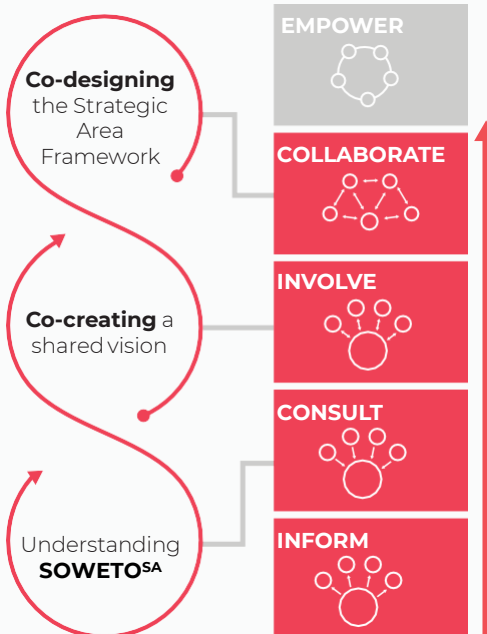 EMPOWER
Co-designing
the Strategic
Area
Framework
COLLABORATE
INVOLVE
Co-creating a
shared vision
CONSULT
Understanding
SOWETOSA
INFORM